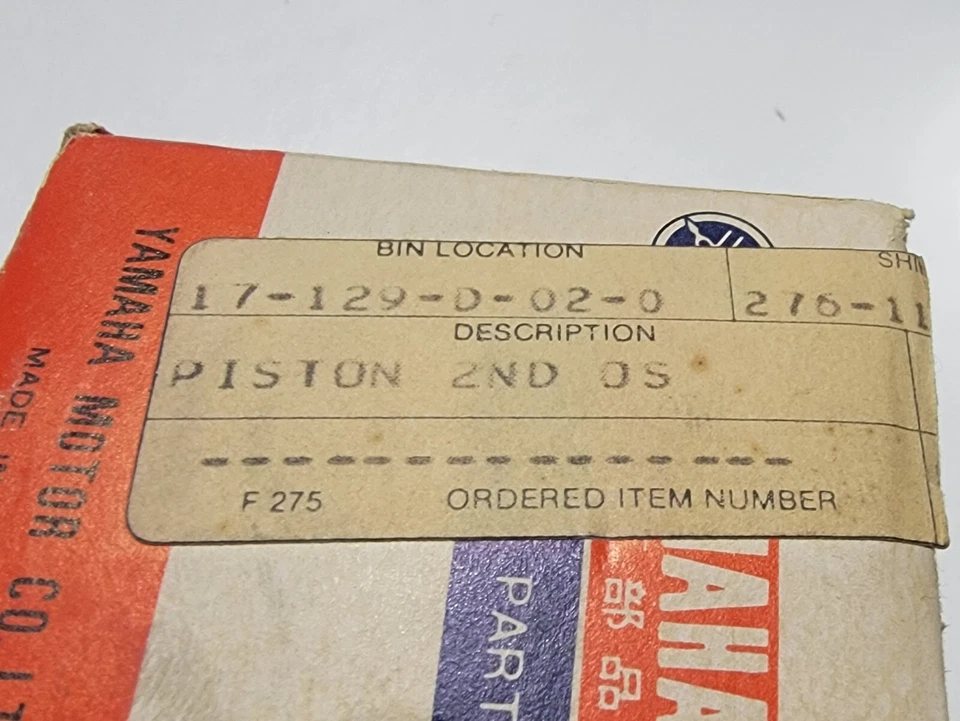 BIN LOCATION
17-129-D-02-0
276-11
DESCRIPTION
PISTON 2ND OS
--------------
F 275
ORDERED ITEM NUMBER
YAMAHA MOTOR CO
MADE
PART
部品